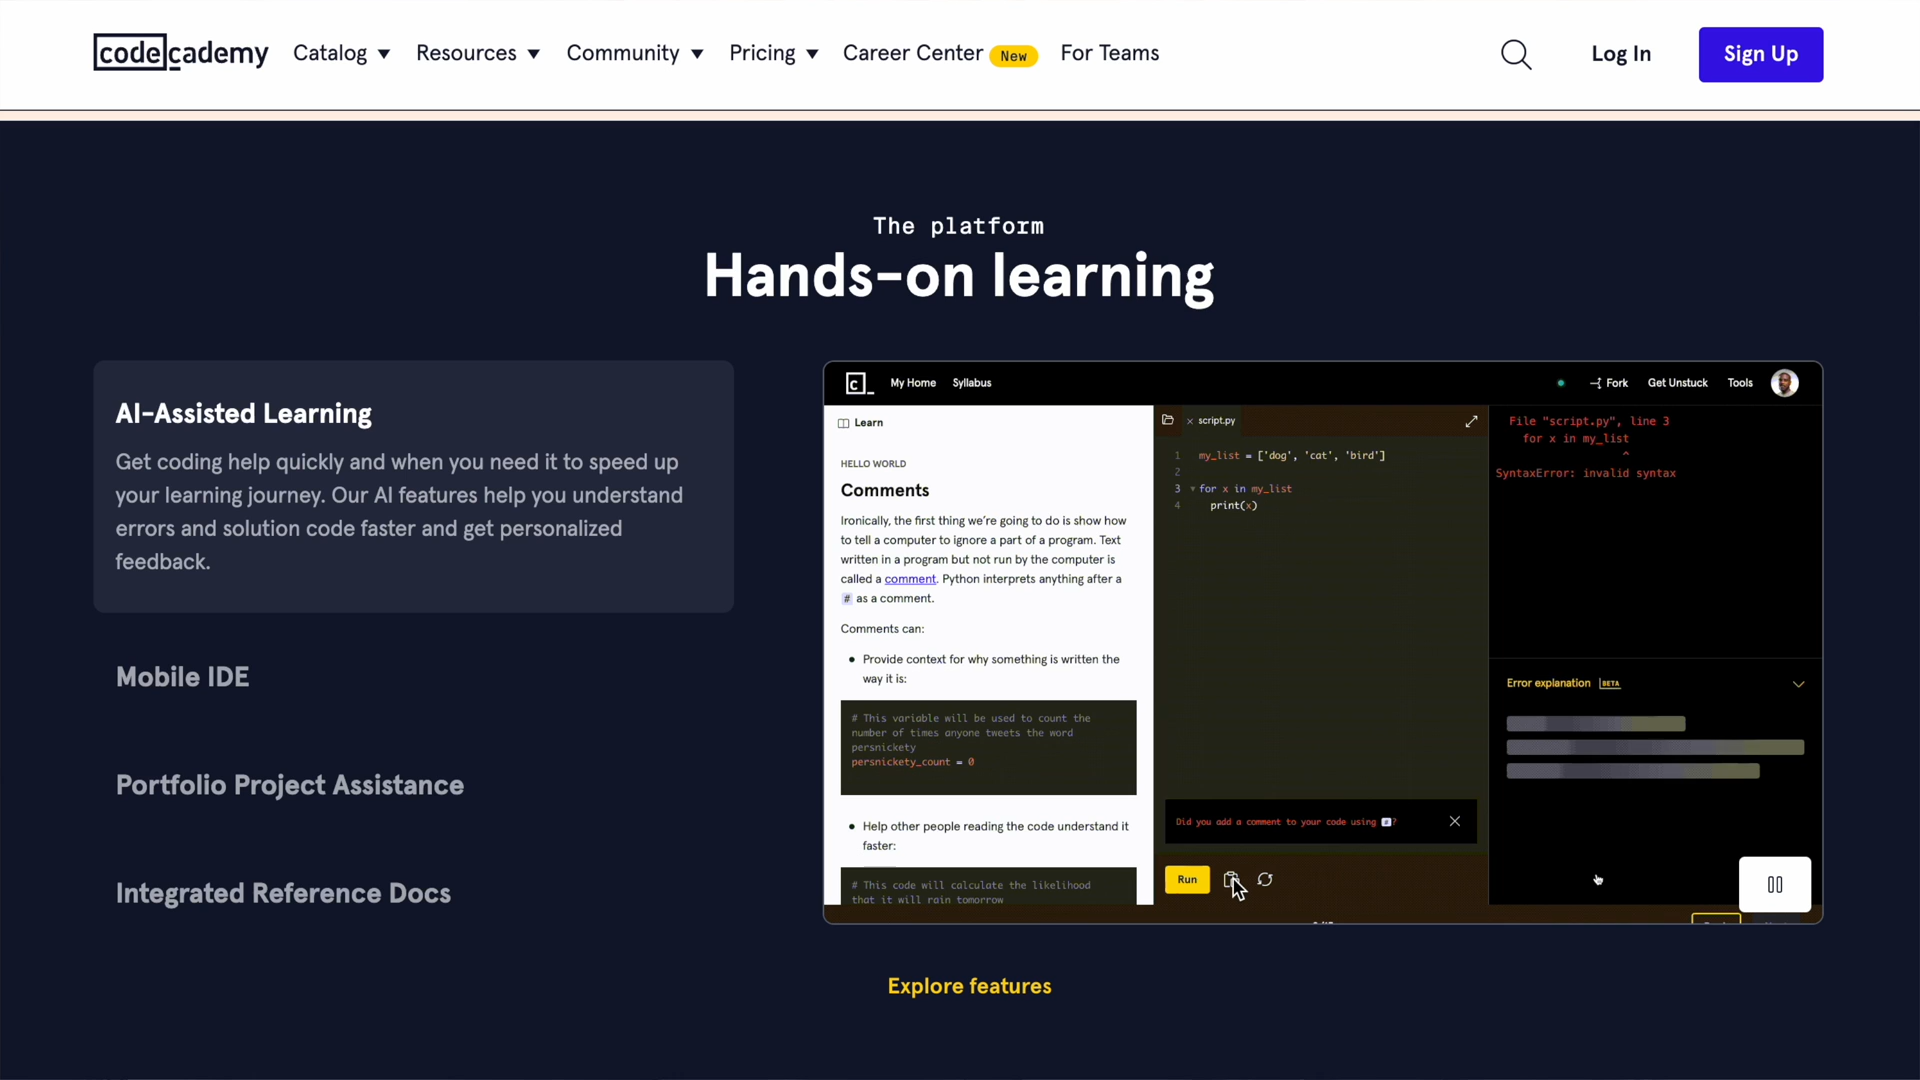 codecademy
Catalog
Resources
Community
Pricing
Career Center
New
For Teams
Log In
Sign Up
The platform
Hands-on learning
AI-Assisted Learning
Get coding help quickly and when you need it to speed up
your learning journey. Our AI features help you understand
errors and solution code faster and get personalized
feedback.
Mobile IDE
Portfolio Project Assistance
Integrated Reference Docs
c_
My Home
Syllabus
Fork
Get Unstuck
Tools
Learn
HELLO WORLD
Comments
Ironically, the first thing we're going to do is show how
to tell a computer to ignore a part of a program. Text
written in a program but not run by the computer is
called a comment. Python interprets anything after a
# as a comment.
Comments can:
• Provide context for why something is written the
way it is:
# This variable will be used to count the
number of times anyone tweets the word
persnickety
persnickety_count = 0
• Help other people reading the code understand it
faster:
# This code will calculate the likelihood
that it will rain tomorrow
script.py
1 my_list = ['dog', 'cat', 'bird']
2
3 for x in my_list
4 print(x)
Did you add a comment to your code using #?
Run
File "script.py", line 3
for x in my_list
^
SyntaxError: invalid syntax
Error explanation BETA
Explore features